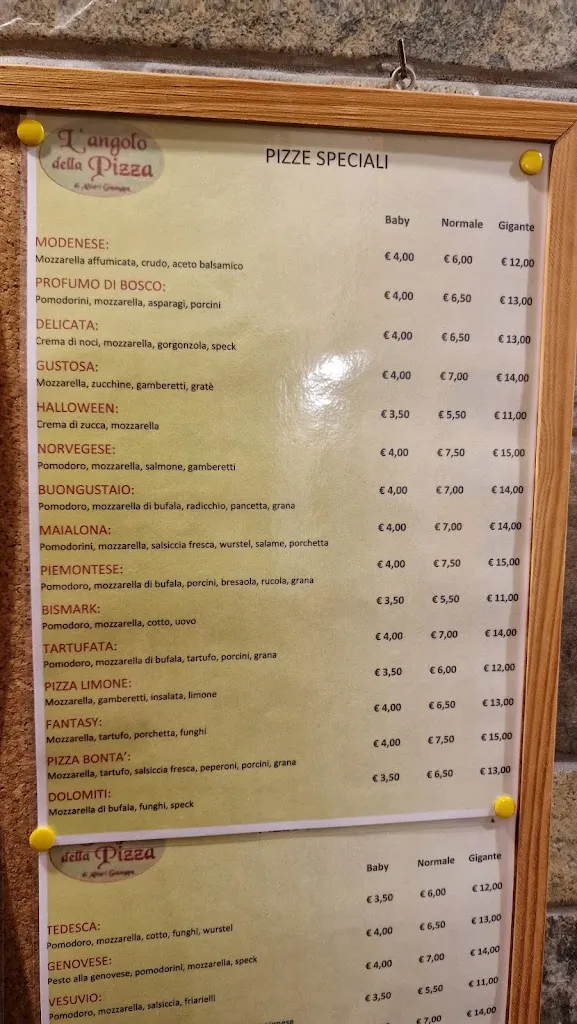 L'angolo
della Pizza
PIZZE SPECIALI
Baby Normale Gigante
MODENESE: € 4,00 € 6,00 € 12,00
Mozzarella affumicata, crudo, aceto balsamico
PROFUMO DI BOSCO: € 4,00 € 6,50 € 13,00
Pomodorini, mozzarella, asparagi, porcini
DELICATA: € 4,00 € 6,50 € 13,00
Crema di noci, mozzarella, gorgonzola, speck
GUSTOSA: € 4,00 € 7,00 € 14,00
Mozzarella, zucchine, gamberetti, gratè
HALLOWEEN: € 3,50 € 5,50 € 11,00
Crema di zucca, mozzarella
NORVEGESE: € 4,00 € 7,50 € 15,00
Pomodoro, mozzarella, salmone, gamberetti
BUONGUSTAIO: € 4,00 € 7,00 € 14,00
Pomodoro, mozzarella di bufala, radicchio, pancetta, grana
MAIALONA: € 4,00 € 7,00 € 14,00
Pomodorini, mozzarella, salsiccia fresca, wurstel, salame, porchetta
PIEMONTESE: € 4,00 € 7,50 € 15,00
Pomodoro, mozzarella di bufala, porcini, bresaola, rucola, grana
BISMARK: € 3,50 € 5,50 € 11,00
Pomodoro, mozzarella, cotto, uovo
TARTUFATA: € 4,00 € 7,00 € 14,00
Pomodoro, mozzarella di bufala, tartufo, porcini, grana
PIZZA LIMONE: € 3,50 € 6,00 € 12,00
Mozzarella, gamberetti, insalata, limone
FANTASY: € 4,00 € 6,50 € 13,00
Mozzarella, tartufo, porchetta, funghi
PIZZA BONTA': € 4,00 € 7,50 € 15,00
Mozzarella, tartufo, salsiccia fresca, peperoni, porcini, grana
DOLOMITI: € 3,50 € 6,50 € 13,00
Mozzarella di bufala, funghi, speck
della Pizza
Baby Normale Gigante
TEDESCA: € 3,50 € 6,00 € 12,00
Pomodoro, mozzarella, cotto, funghi, wurstel
GENOVESE: € 4,00 € 6,50 € 13,00
Pesto alla genovese, pomodorini, mozzarella, speck
VESUVIO: € 4,00 € 7,00 € 14,00
Pomodoro, mozzarella, salsiccia, friarielli
€ 3,50 € 5,50 € 11,00
€ 7,00 € 14,00